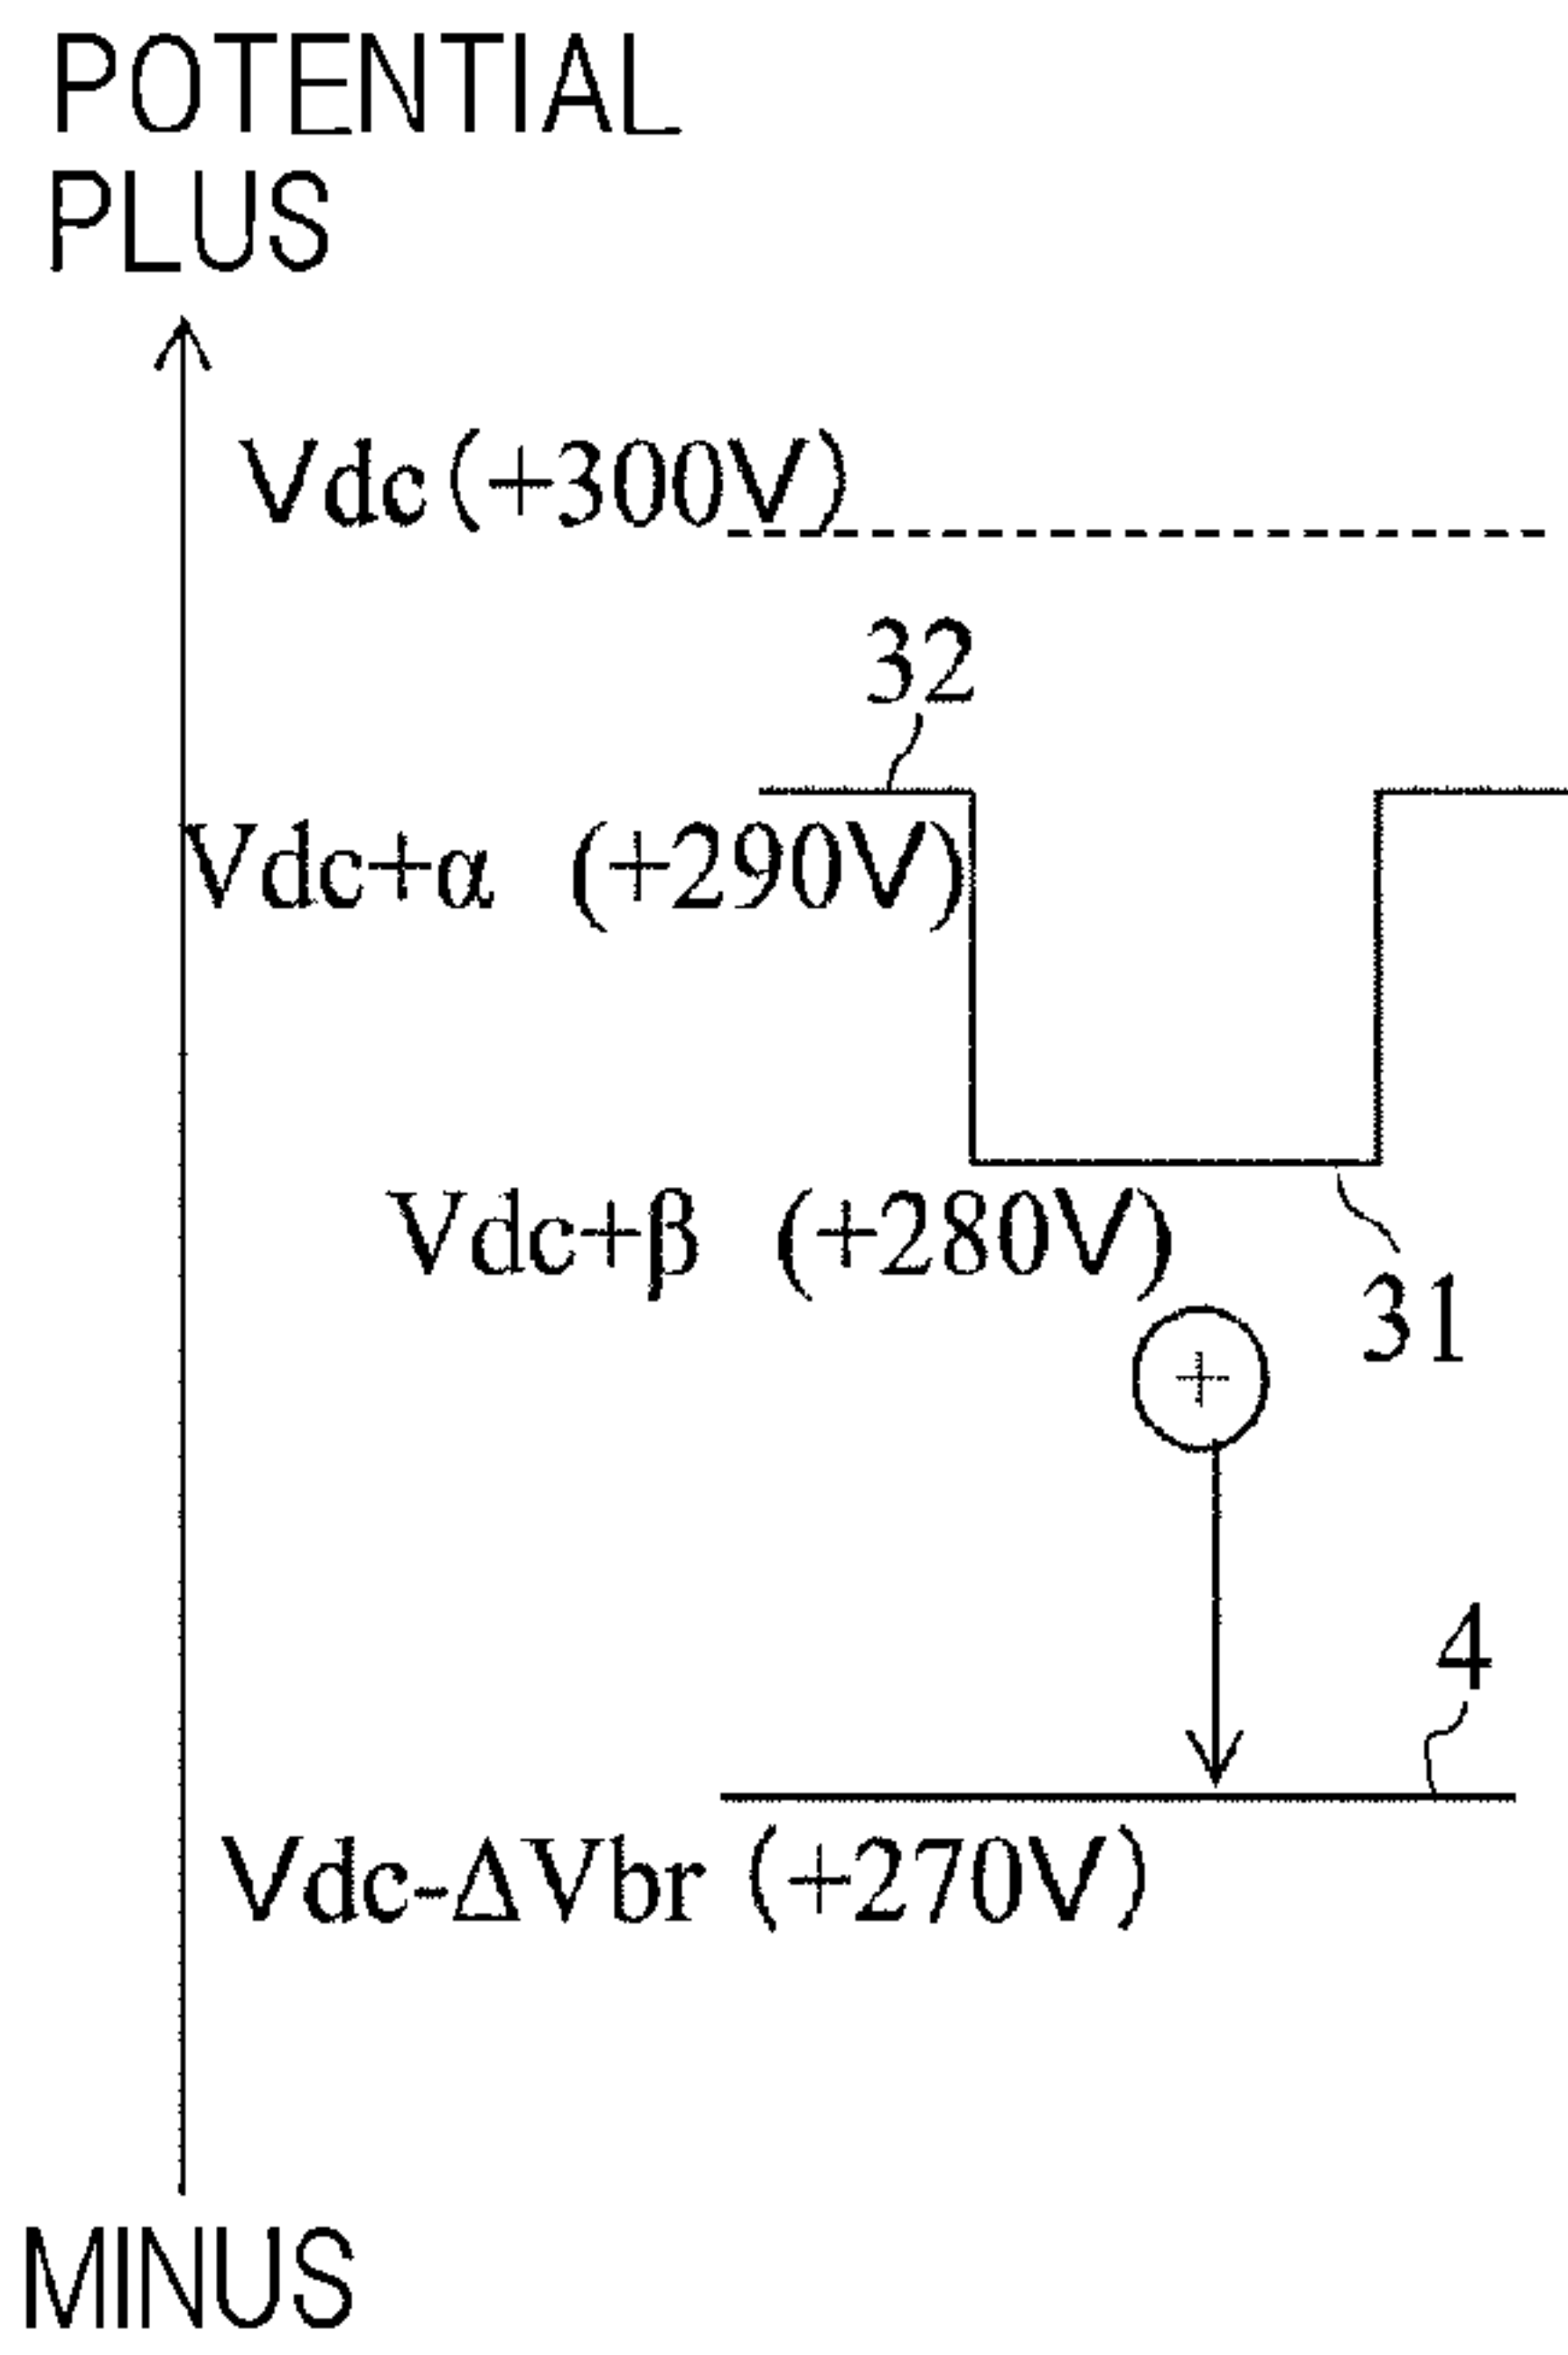 POTENTIAL
PLUS
Vdc (+300V)
32
Vdc+α (+290V)
Vdc+β (+280V)
31
+
4
Vdc-ΔVbr (+270V)
MINUS